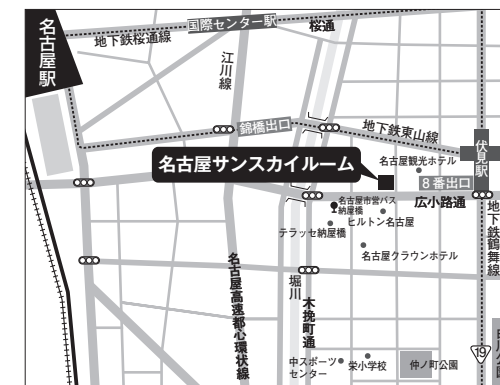 名古屋駅
国際センター駅
桜通
地下鉄桜通線
江川線
錦橋出口
地下鉄東山線
伏見駅
名古屋サンスカイルーム
名古屋観光ホテル
8番出口
広小路通
名古屋市営バス
納屋橋
ヒルトン名古屋
テラッセ納屋橋
地下鉄鶴舞線
名古屋クラウンホテル
名古屋高速都心環状線
堀川
木挽町通
19
中スポーツ
センター
栄小学校
仲ノ町公園